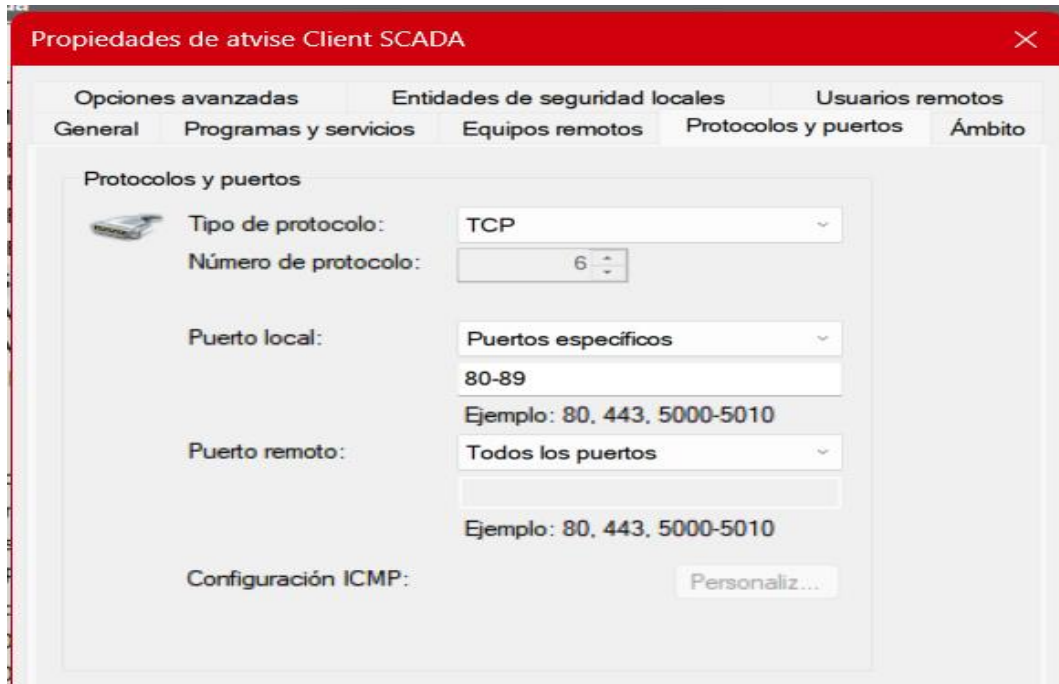 Propiedades de atvise Client SCADA
Opciones avanzadas Entidades de seguridad locales Usuarios remotos
General Programas y servicios Equipos remotos Protocolos y puertos Ámbito
Protocolos y puertos
Tipo de protocolo: TCP
Número de protocolo: 6
Puerto local: Puertos específicos
80-89
Ejemplo: 80, 443, 5000-5010
Puerto remoto: Todos los puertos
Ejemplo: 80, 443, 5000-5010
Configuración ICMP: Personaliz...